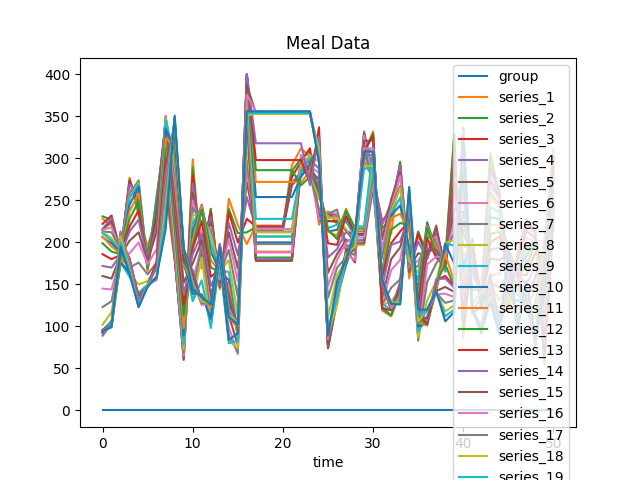 Meal Data
400
350
300
250
200
150
100
50
0
0
10
20
30
40
50
time
group
series_1
series_2
series_3
series_4
series_5
series_6
series_7
series_8
series_9
series_10
series_11
series_12
series_13
series_14
series_15
series_16
series_17
series_18
series_19